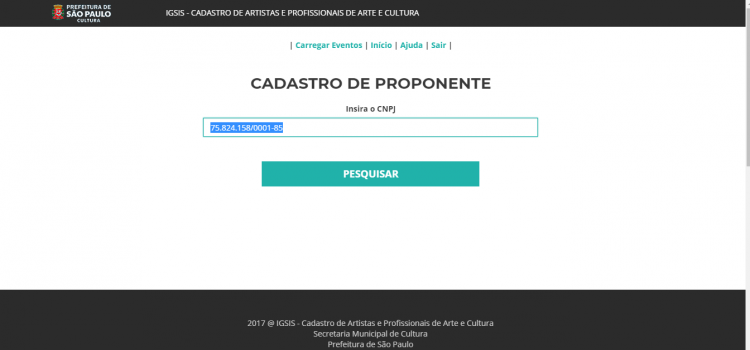 PREFEITURA DE
SÃO PAULO
CULTURA
IGSIS - CADASTRO DE ARTISTAS E PROFISSIONAIS DE ARTE E CULTURA
| Carregar Eventos | Início | Ajuda | Sair |
CADASTRO DE PROPONENTE
Insira o CNPJ
75.824.158/0001-85
PESQUISAR
2017 @ IGSIS - Cadastro de Artistas e Profissionais de Arte e Cultura
Secretaria Municipal de Cultura
Prefeitura de São Paulo